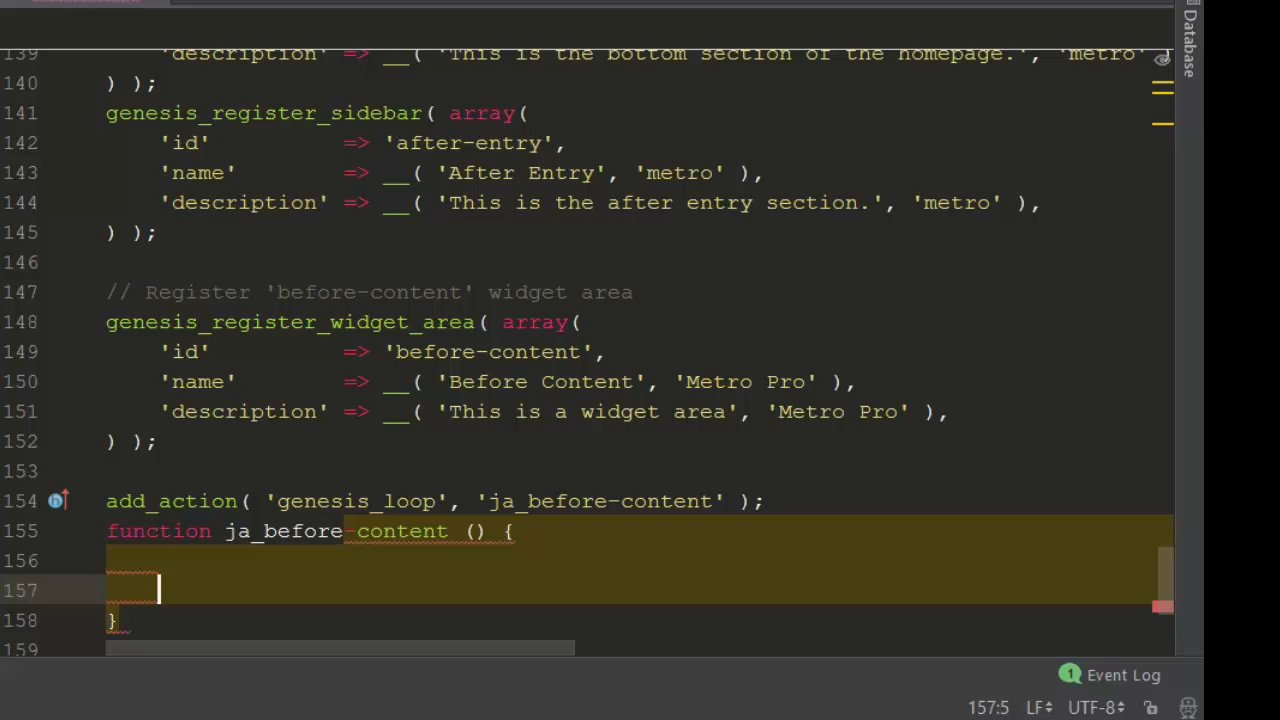 Database
139 'description' => __( 'This is the bottom section of the homepage.', 'metro' )
140 ) );
141 genesis_register_sidebar( array(
142 'id' => 'after-entry',
143 'name' => __( 'After Entry', 'metro' ),
144 'description' => __( 'This is the after entry section.', 'metro' ),
145 ) );
146
147 // Register 'before-content' widget area
148 genesis_register_widget_area( array(
149 'id' => 'before-content',
150 'name' => __( 'Before Content', 'Metro Pro' ),
151 'description' => __( 'This is a widget area', 'Metro Pro' ),
152 ) );
153
154 add_action( 'genesis_loop', 'ja_before-content' );
155 function ja_before-content () {
156
157
158 }
159
1 Event Log
157:5 LF UTF-8